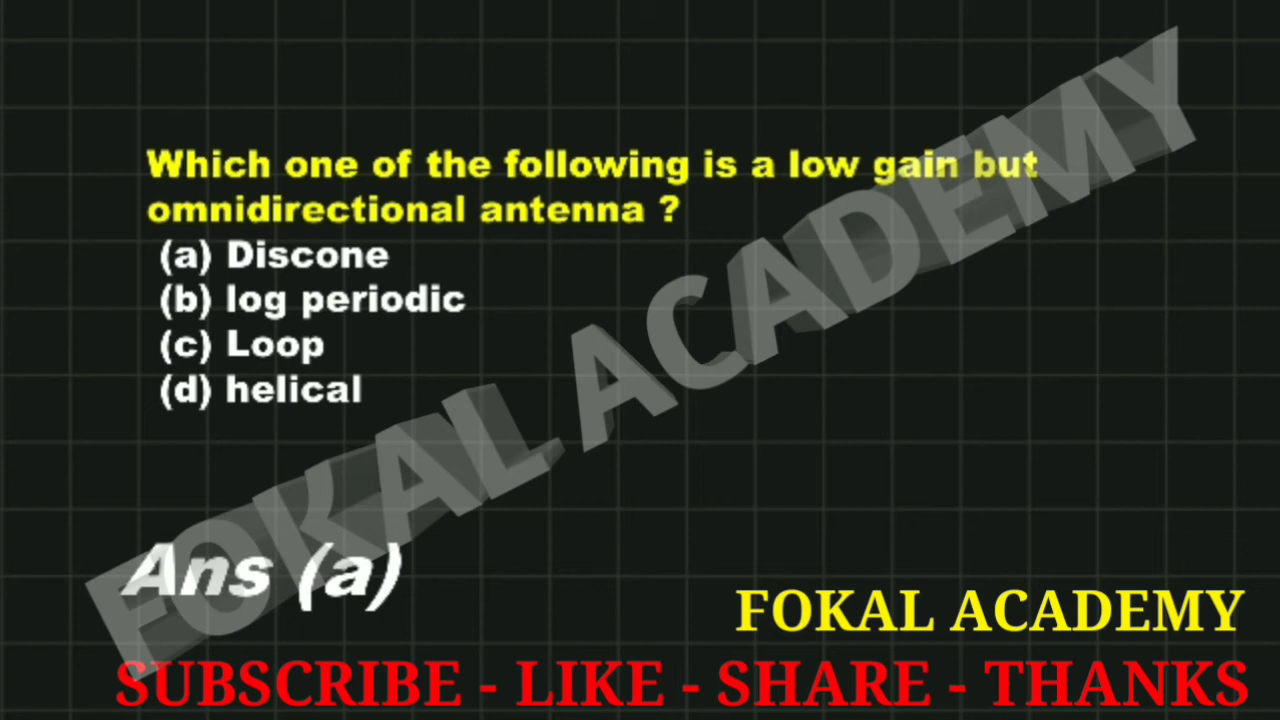 Which one of the following is a low gain but
omnidirectional antenna ?
(a) Discone
(b) log periodic
(c) Loop
(d) helical
FOKAL ACADEMY
Ans (a)
FOKAL ACADEMY
SUBSCRIBE - LIKE - SHARE - THANKS